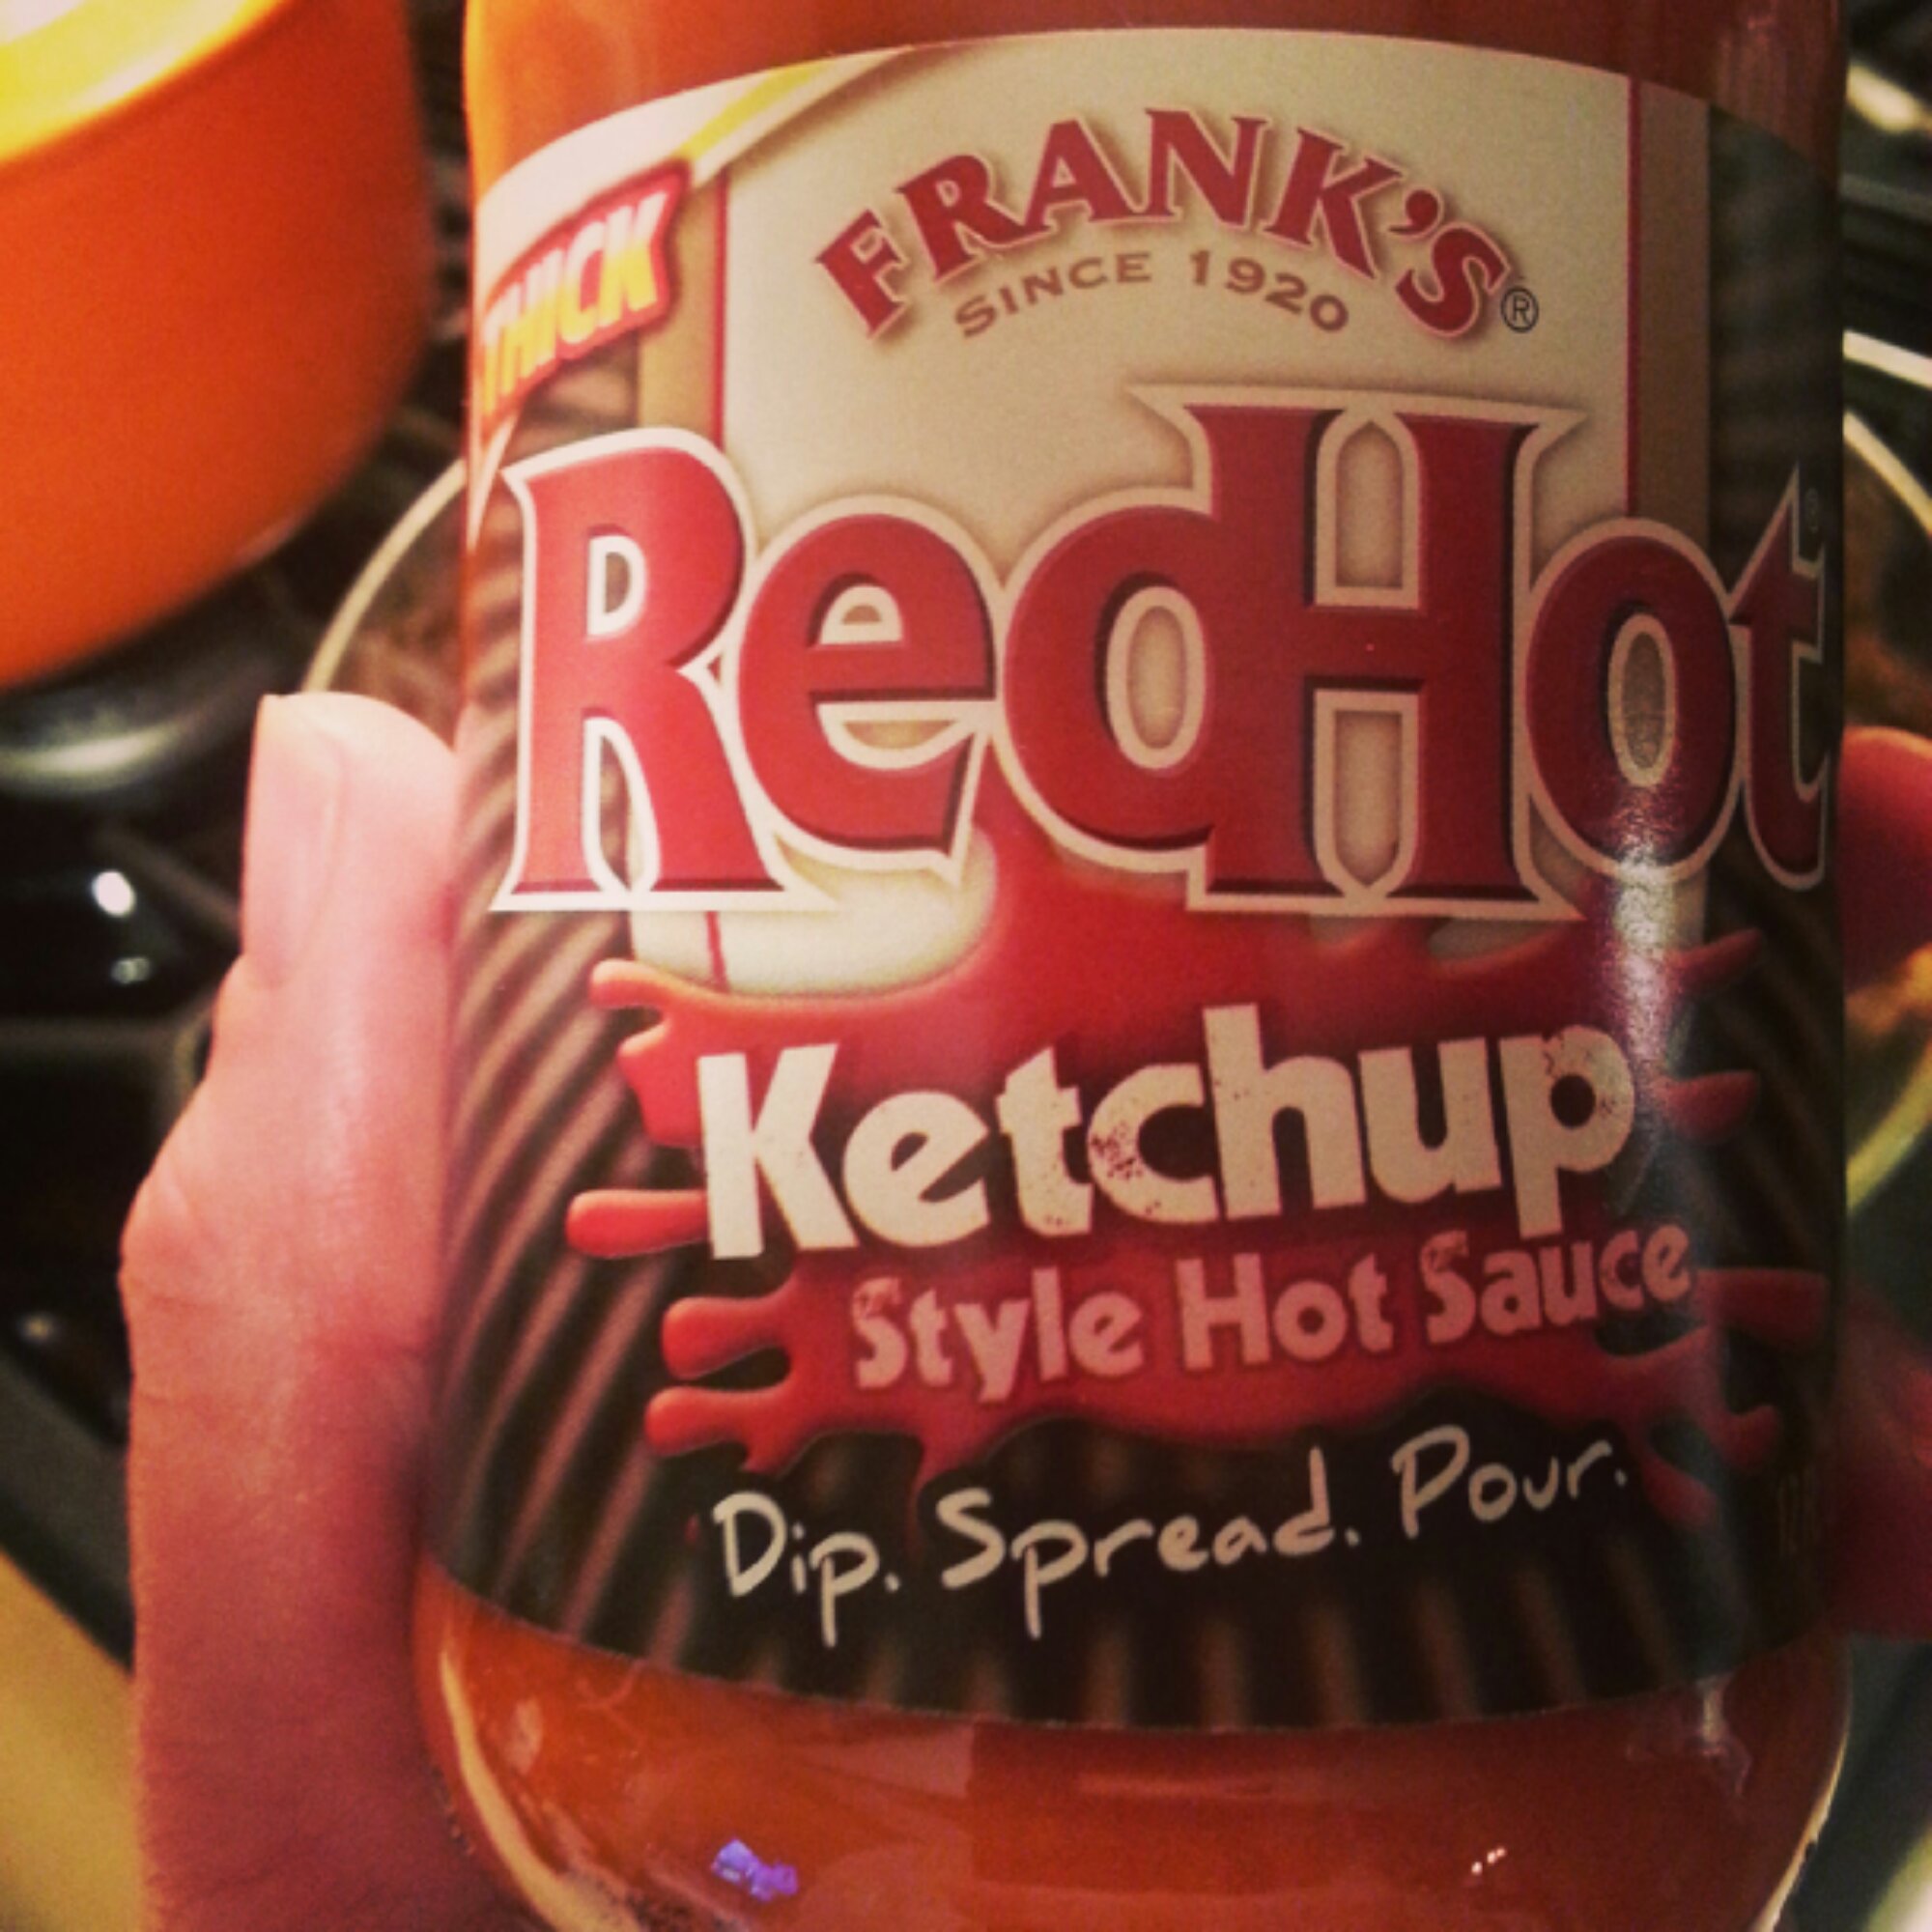 THICK
FRANK'S®
SINCE 1920
RedHot®
Ketchup
Style Hot Sauce
Dip. Spread. Pour.